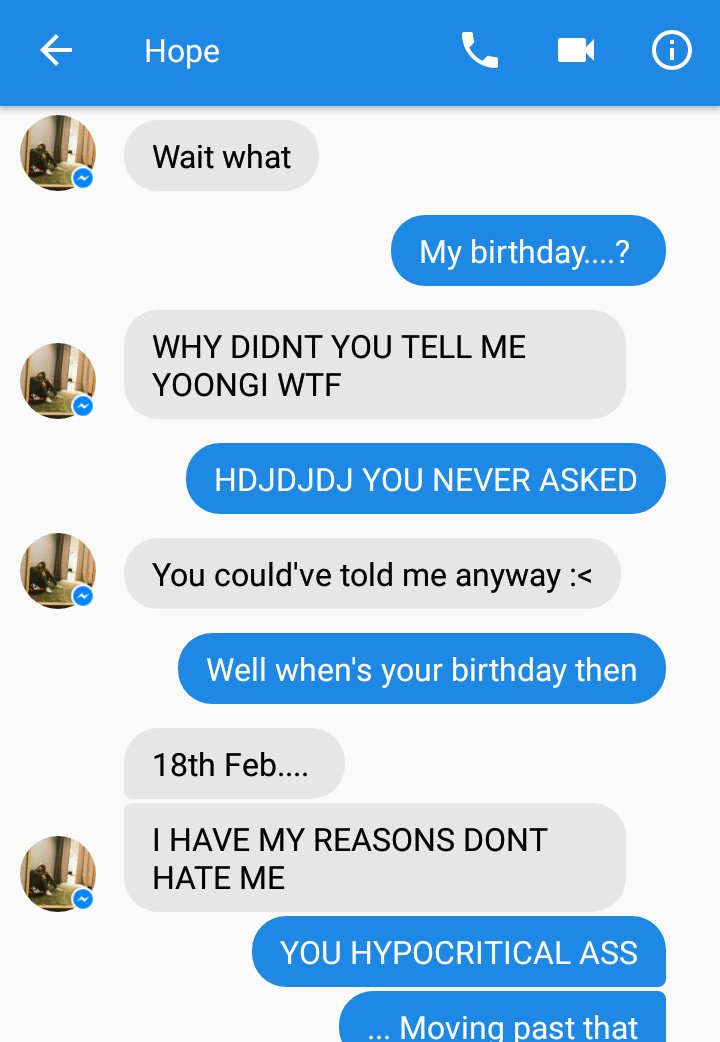 Hope
Wait what
My birthday....?
WHY DIDNT YOU TELL ME
YOONGI WTF
HDJDJDJ YOU NEVER ASKED
You could've told me anyway :<
Well when's your birthday then
18th Feb....
I HAVE MY REASONS DONT
HATE ME
YOU HYPOCRITICAL ASS
... Moving past that